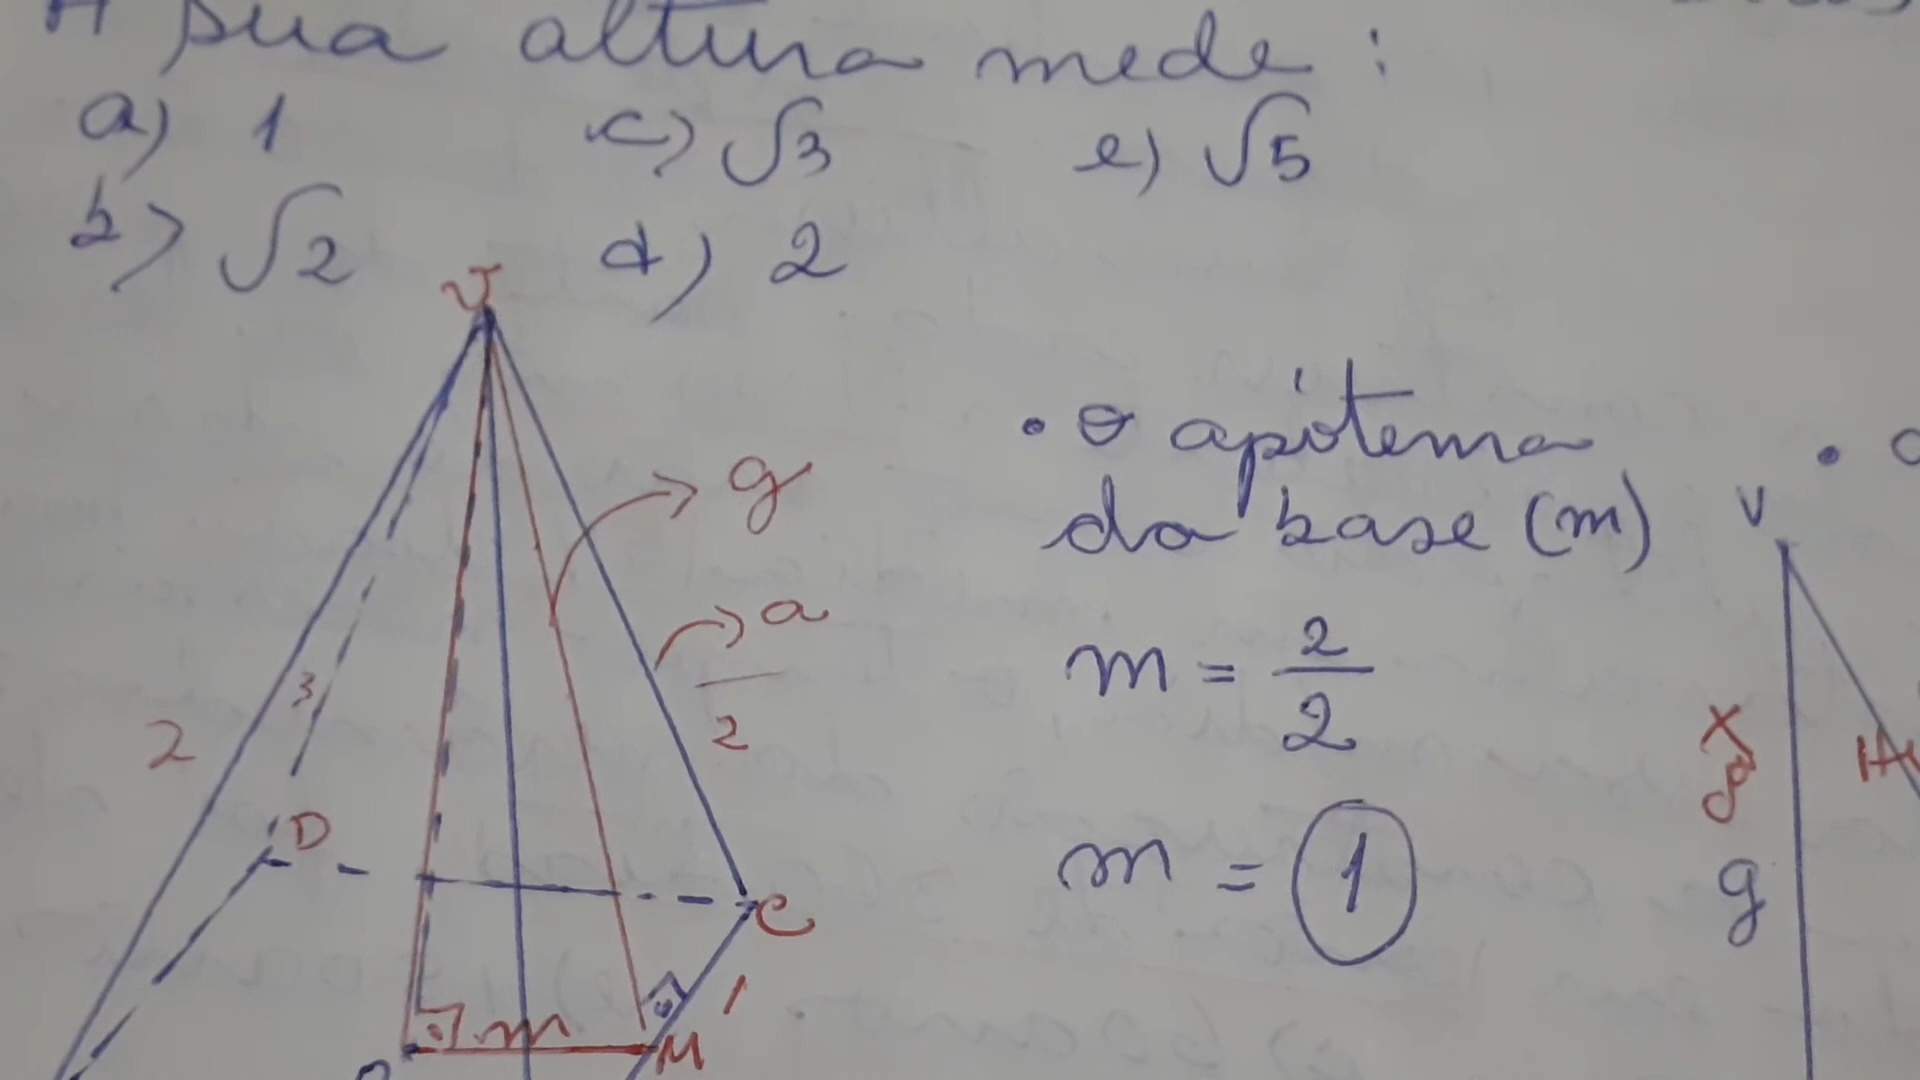 A sua altura mede :
a) 1 c) √3 e) √5
b) √2 d) 2
V
g
a
2
2
3
D
C
1
m
M
O
• o apótema
da base (m)
m = 2/2
m = 1
•
V
g